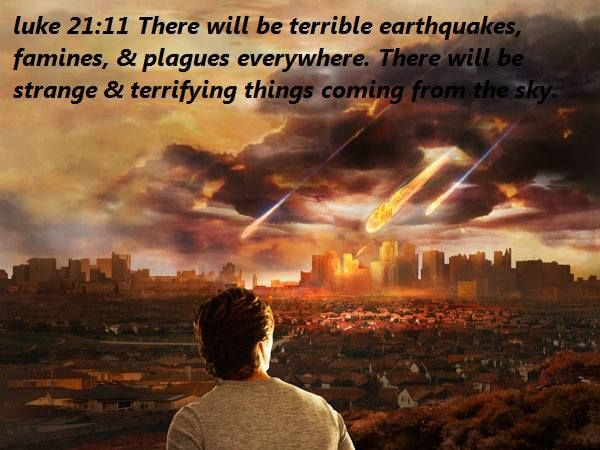 luke 21:11 There will be terrible earthquakes,
famines, & plagues everywhere. There will be
strange & terrifying things coming from the sky.